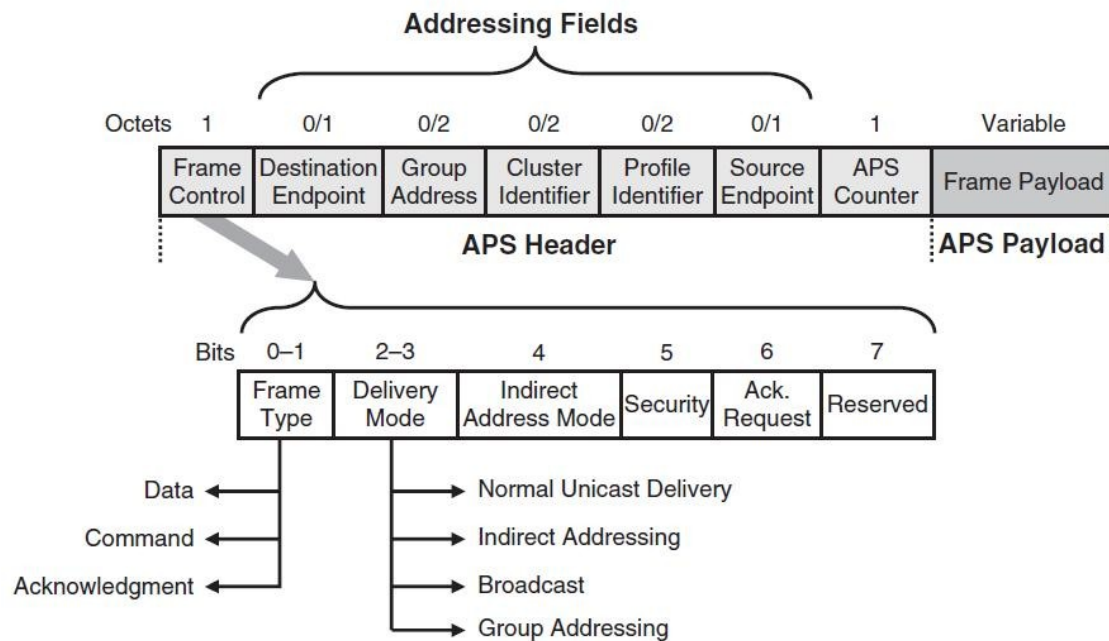 Addressing Fields
Octets 1 0/1 0/2 0/2 0/2 0/1 1 Variable
Frame Control Destination Endpoint Group Address Cluster Identifier Profile Identifier Source Endpoint APS Counter Frame Payload
APS Header APS Payload
Bits 0–1 2–3 4 5 6 7
Frame Type Delivery Mode Indirect Address Mode Security Ack. Request Reserved
Data Normal Unicast Delivery
Command Indirect Addressing
Acknowledgment Broadcast
Group Addressing